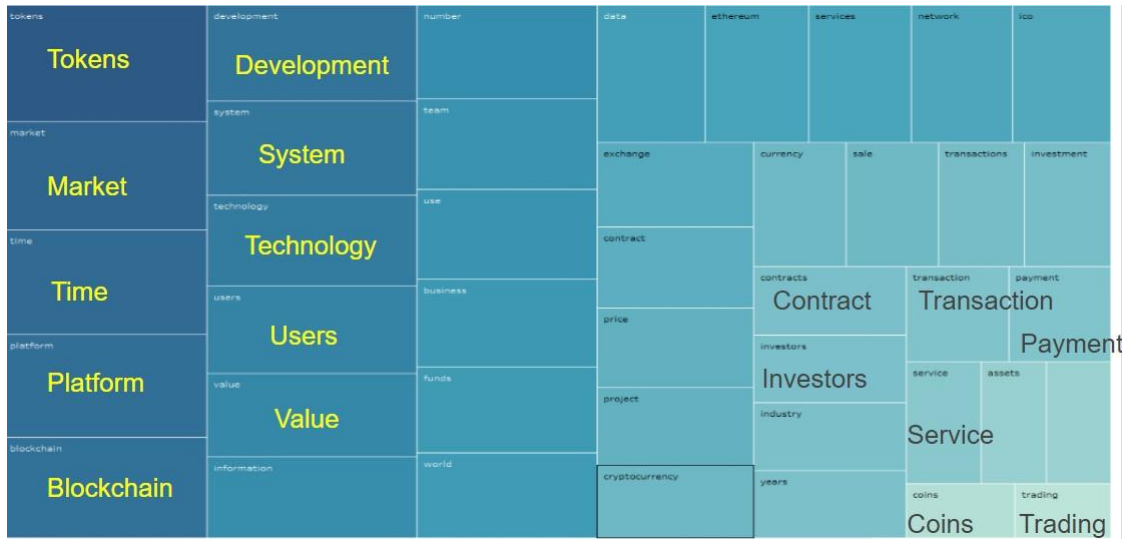 tokens
Tokens
market
Market
time
Time
platform
Platform
blockchain
Blockchain
development
Development
system
System
technology
Technology
users
Users
value
Value
information
number
team
use
business
funds
world
data
ethereum
services
network
ico
exchange
contract
price
project
cryptocurrency
currency
sale
transactions
investment
contracts
Contract
investors
Investors
industry
years
transaction
Transaction
payment
Payment
service
Service
assets
coins
Coins
trading
Trading